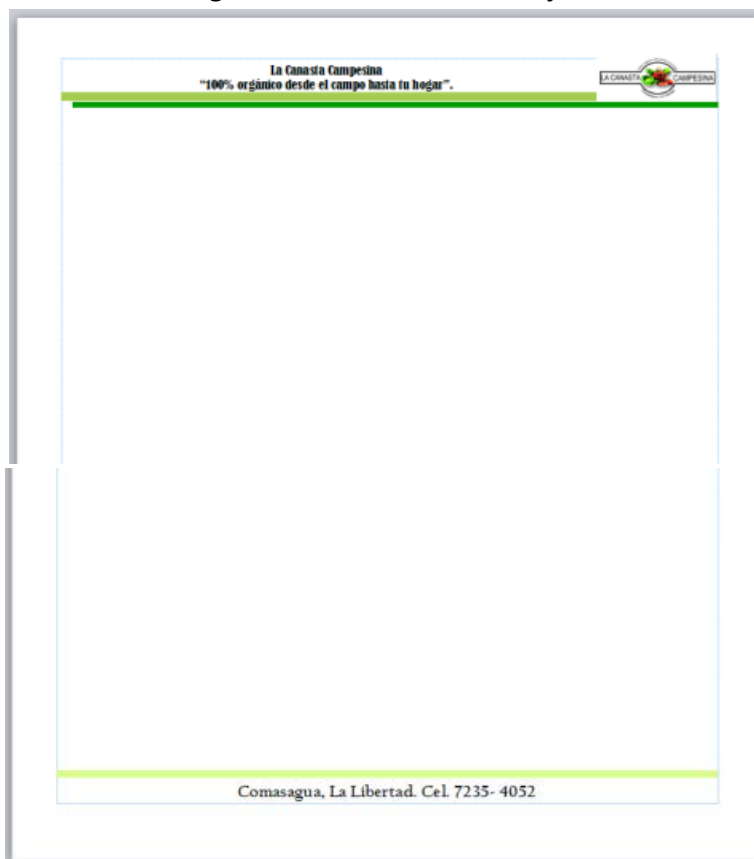 La Canasta Campesina
“100% orgánico desde el campo hasta tu hogar”.
LA CANASTA CAMPESINA
Comasagua, La Libertad. Cel. 7235- 4052